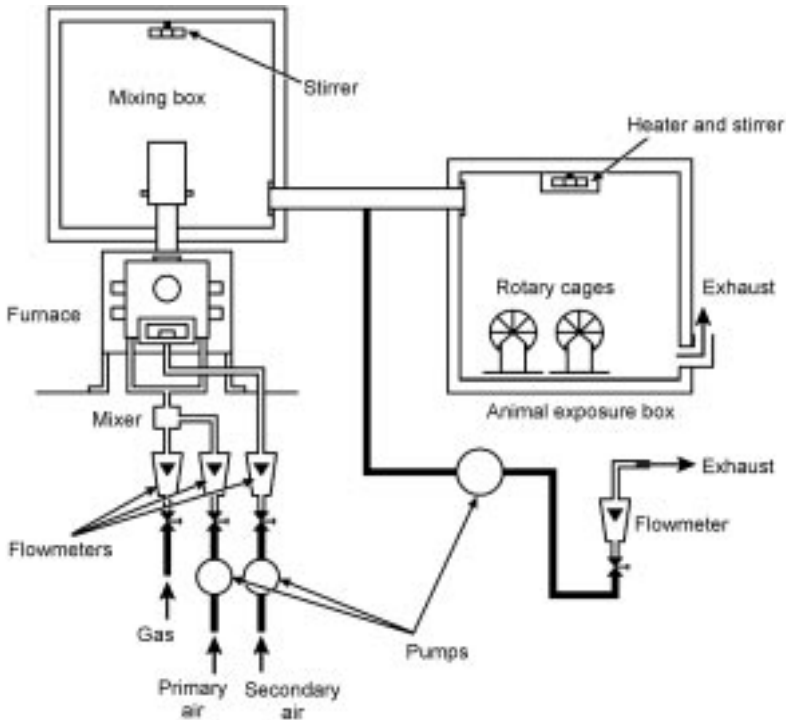 Stirrer
Mixing box
Heater and stirrer
Rotary cages
Exhaust
Furnace
Animal exposure box
Mixer
Exhaust
Flowmeter
Flowmeters
Gas
Pumps
Primary
air
Secondary
air